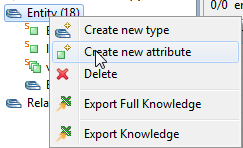 Entity (18)
0/0 e
Create new type
Create new attribute
Delete
Rela
Export Full Knowledge
Export Knowledge